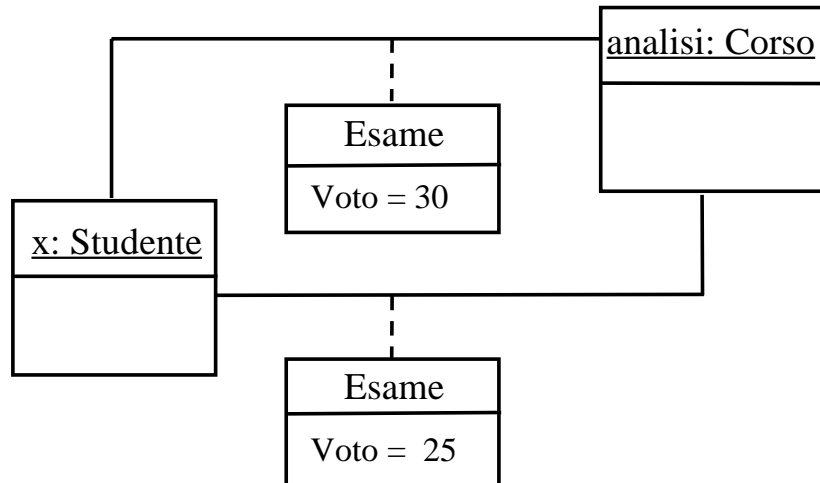 analisi: Corso
Esame
Voto = 30
x: Studente
Esame
Voto =  25